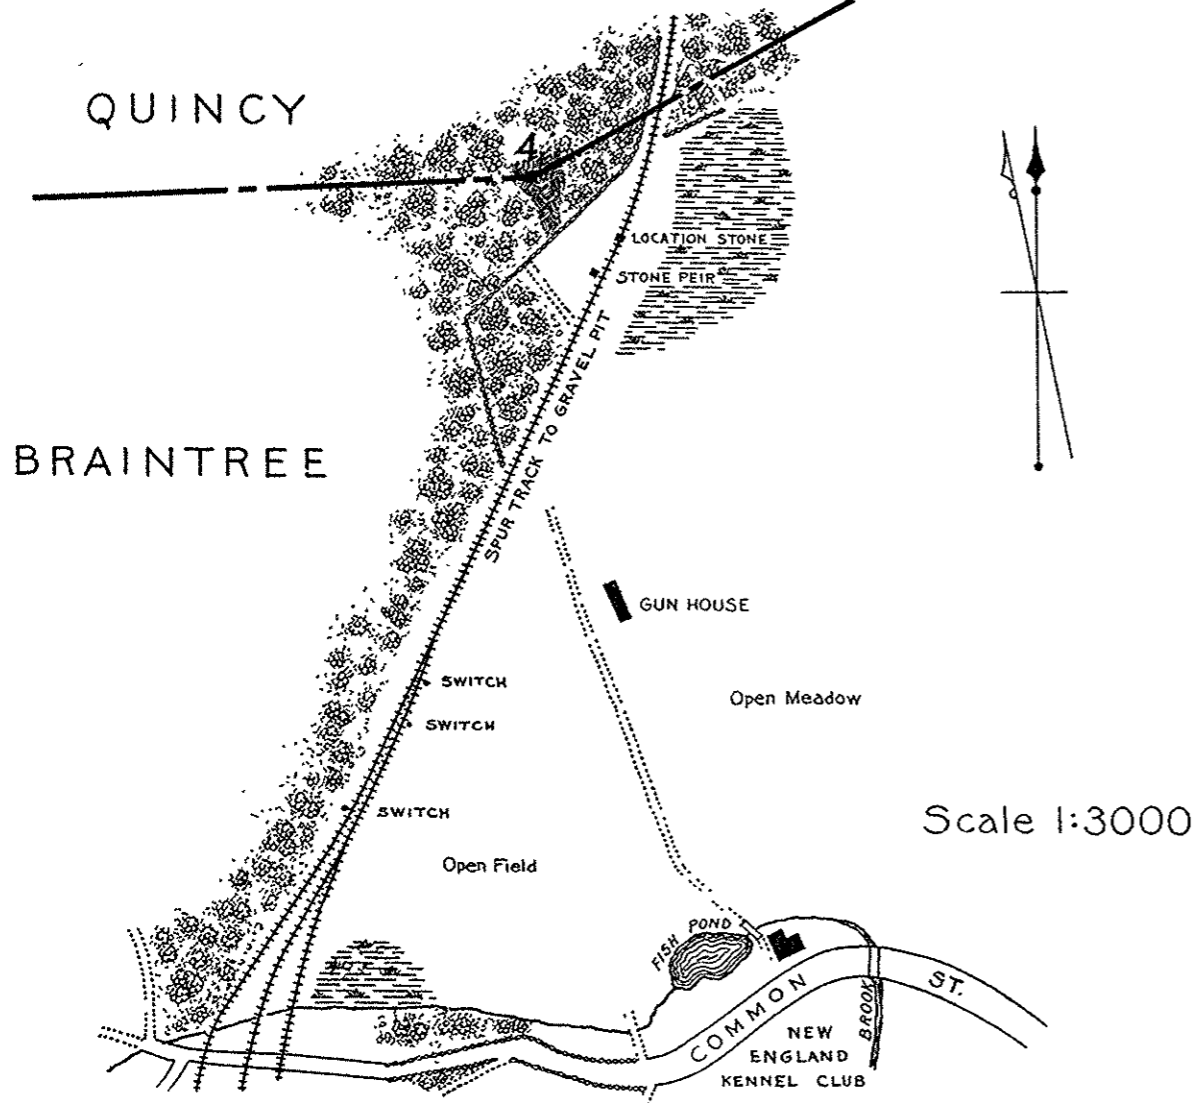 QUINCY
4
LOCATION STONE
STONE PEIR
SPUR TRACK TO GRAVEL PIT
BRAINTREE
GUN HOUSE
SWITCH
Open Meadow
SWITCH
SWITCH
Scale 1:3000
Open Field
FISH POND
COMMON ST.
BROOK
NEW
ENGLAND
KENNEL CLUB